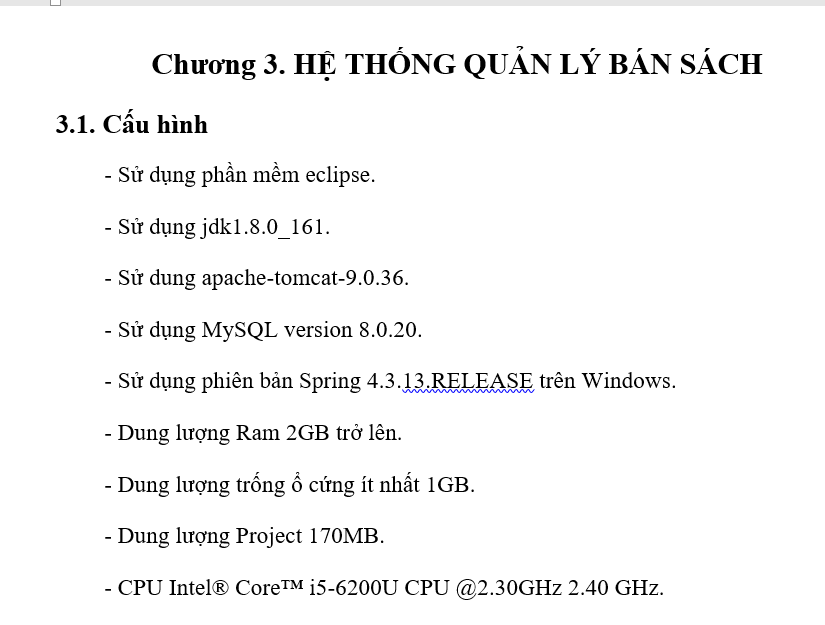 Chương 3. HỆ THỐNG QUẢN LÝ BÁN SÁCH
3.1. Cấu hình
- Sử dụng phần mềm eclipse.
- Sử dụng jdk1.8.0_161.
- Sử dung apache-tomcat-9.0.36.
- Sử dụng MySQL version 8.0.20.
- Sử dụng phiên bản Spring 4.3.13.RELEASE trên Windows.
- Dung lượng Ram 2GB trở lên.
- Dung lượng trống ổ cứng ít nhất 1GB.
- Dung lượng Project 170MB.
- CPU Intel® Core™ i5-6200U CPU @2.30GHz 2.40 GHz.